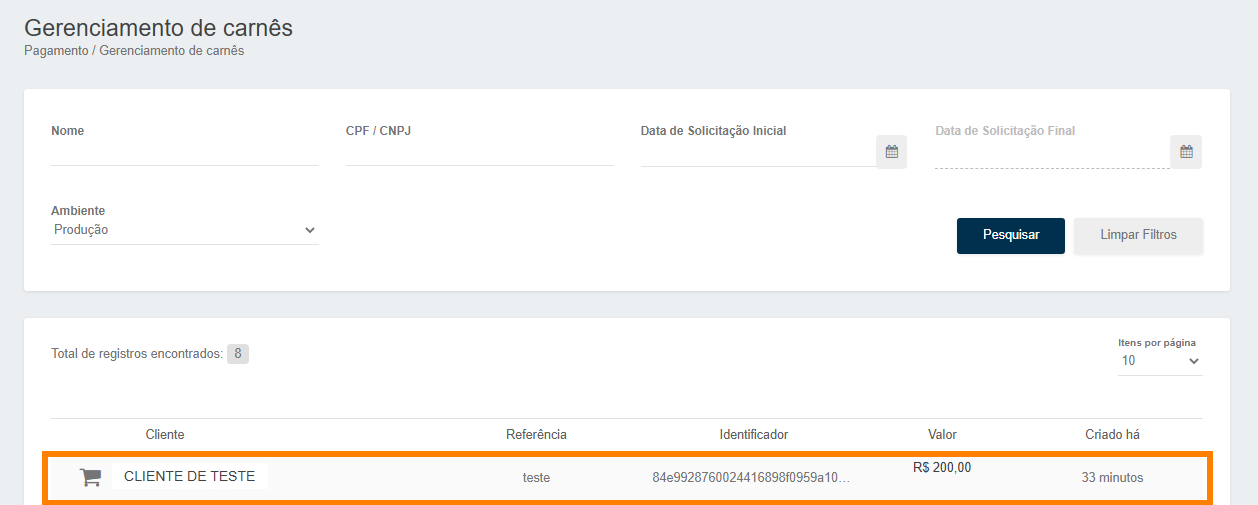 Gerenciamento de carnês
Pagamento / Gerenciamento de carnês
Nome CPF / CNPJ Data de Solicitação Inicial Data de Solicitação Final
Ambiente
Produção
Pesquisar Limpar Filtros
Total de registros encontrados: 8
Itens por página
10
Cliente Referência Identificador Valor Criado há
CLIENTE DE TESTE teste 84e9928760024416898f0959a10... R$ 200,00 33 minutos